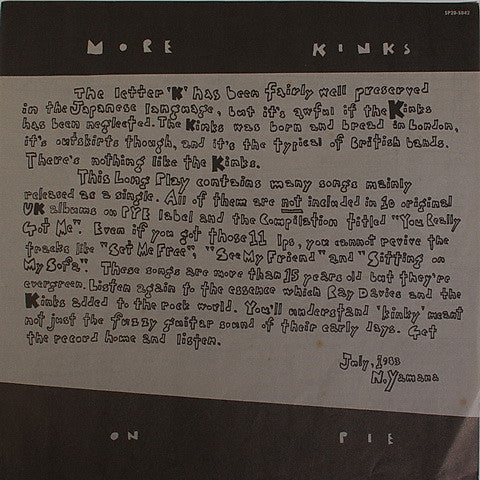 SP20-5042
MORE KINKS
The letter 'K' has been fairly well preserved
in the Japanese language, but it's awful if the Kinks
has been neglected. The Kinks was born and bread in London,
it's outskirts though, and it's the typical of British bands.
There's nothing like the Kinks.
This Long Play contains many songs mainly
released as a single. All of them are not included in 10 original
UK albums on PYE label and the Compilation titled "You Really
Got Me". Even if you got those 11 lps, you cannot revive the
tracks like "Set Me Free", "See My Friend" and "Sitting on
My Sofa". These songs are more than 15 years old but they're
evergreen. Listen again to the essence which Ray Davies and the
Kinks added to the rock world. You'll understand 'kinky' meant
not just the fuzzy guitar sound of their early days. Get
the record home and listen.
July, 1983
N. Yamana
ON PIE